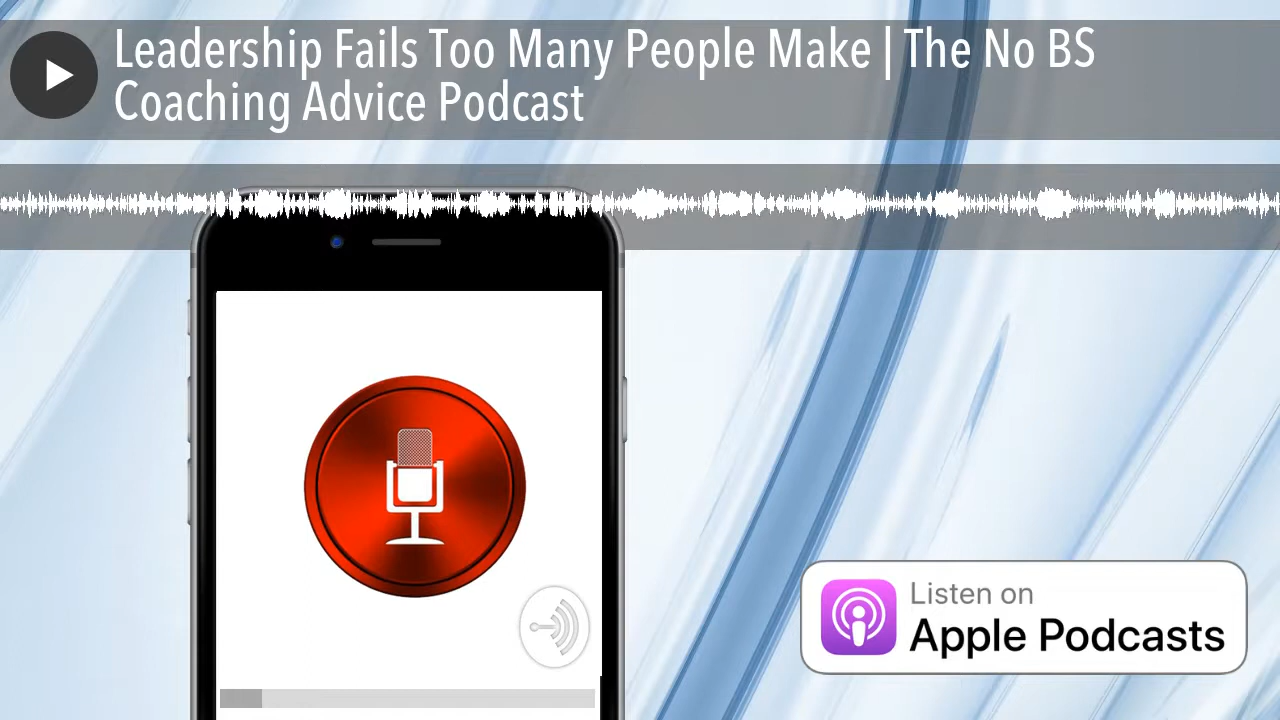 Leadership Fails Too Many People Make | The No BS
Coaching Advice Podcast
Listen on
Apple Podcasts